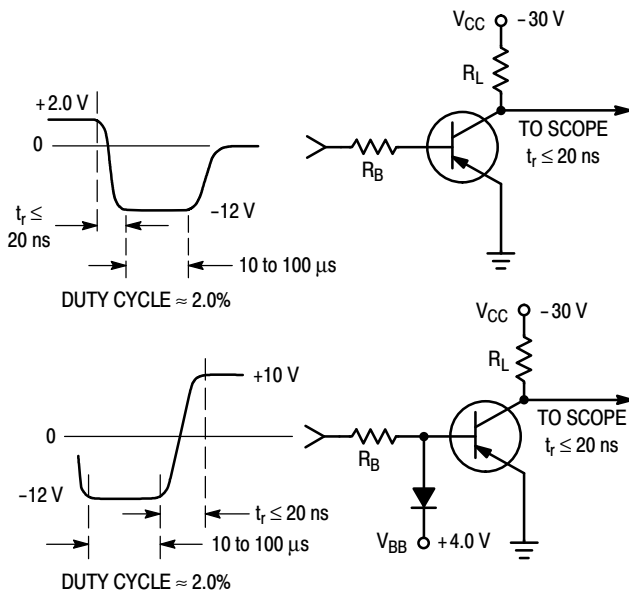 V_CC -30 V
R_L
+2.0 V
0
TO SCOPE
t_r ≤ 20 ns
R_B
-12 V
t_r ≤
20 ns
10 to 100 μs
DUTY CYCLE ≈ 2.0%
V_CC -30 V
R_L
+10 V
TO SCOPE
0
t_r ≤ 20 ns
R_B
-12 V
t_r ≤ 20 ns
V_BB +4.0 V
10 to 100 μs
DUTY CYCLE ≈ 2.0%